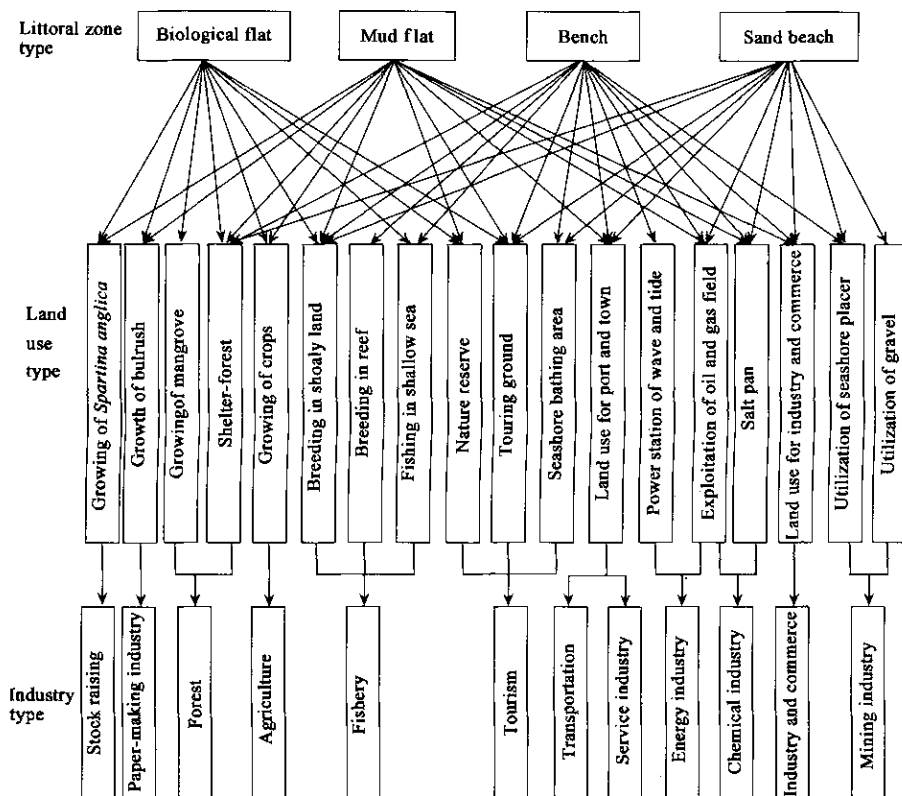 Littoral zone
type
Biological flat
Mud flat
Bench
Sand beach
Land
use
type
Growing of Spartina anglica
Growth of bulrush
Growingof mangrove
Shelter-forest
Growing of crops
Breeding in shoaly land
Breeding in reef
Fishing in shallow sea
Nature reserve
Touring ground
Seashore bathing area
Land use for port and town
Power station of wave and tide
Exploitation of oil and gas field
Salt pan
Land use for industry and commerce
Utilization of seashore placer
Utilization of gravel
Industry
type
Stock raising
Paper-making industry
Forest
Agriculture
Fishery
Tourism
Transportation
Service industry
Energy industry
Chemical industry
Industry and commerce
Mining industry